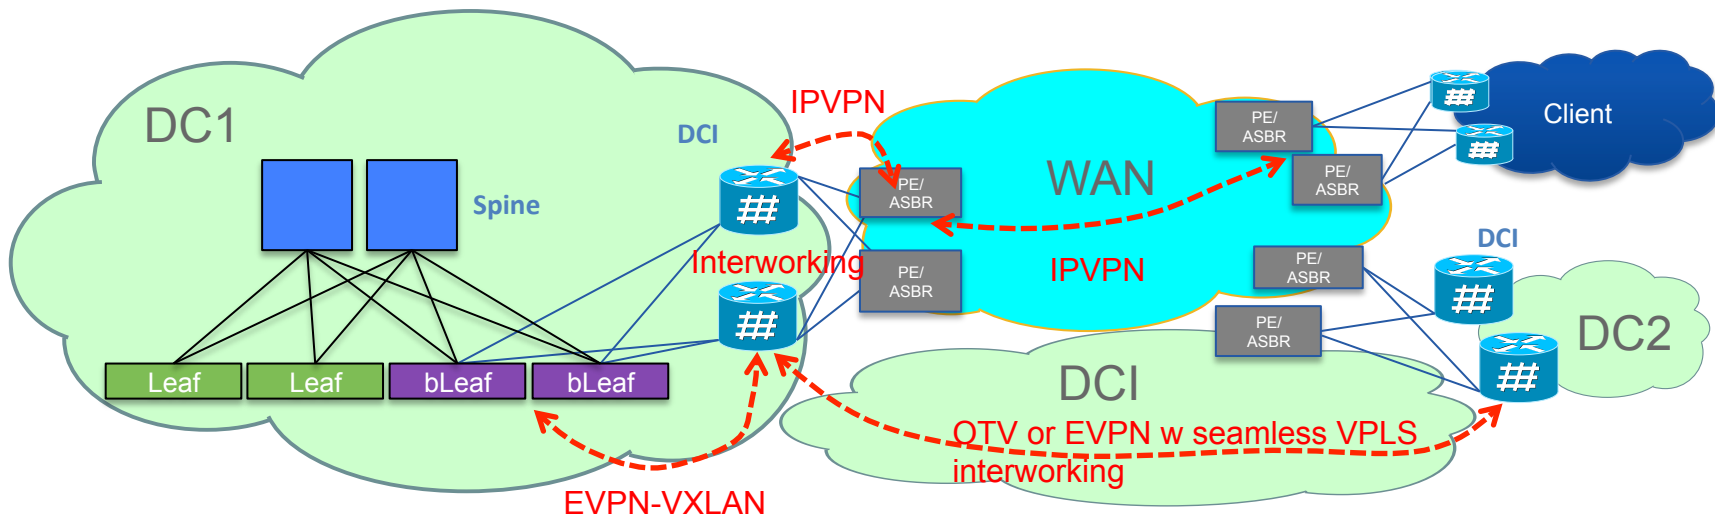 DC1
DCI
Spine
Leaf
Leaf
bLeaf
bLeaf
Interworking
EVPN-VXLAN
IPVPN
PE/
ASBR
PE/
ASBR
WAN
IPVPN
PE/
ASBR
PE/
ASBR
Client
PE/
ASBR
PE/
ASBR
DCI
DC2
DCI
OTV or EVPN w seamless VPLS
interworking